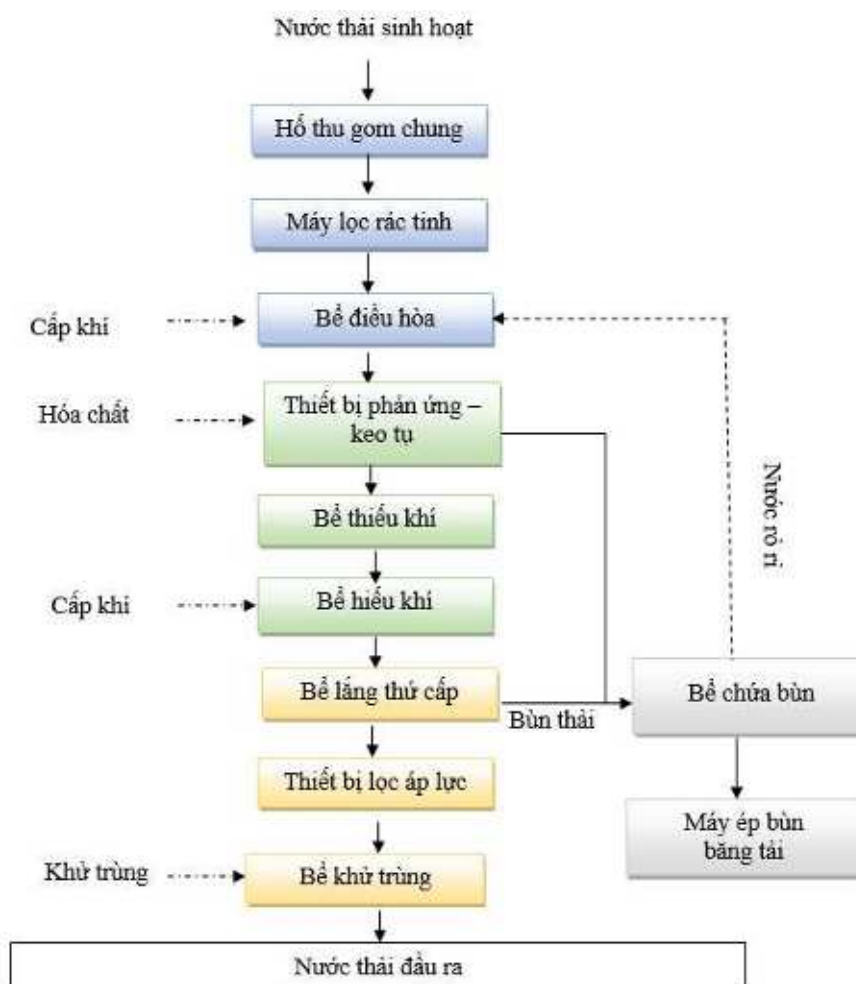 Nước thải sinh hoạt
Hố thu gom chung
Máy lọc rác tinh
Cấp khí
Bể điều hòa
Hóa chất
Thiết bị phản ứng –
keo tụ
Bể thiếu khí
Nước rò rỉ
Cấp khí
Bể hiếu khí
Bể lắng thứ cấp
Bùn thải
Bể chứa bùn
Thiết bị lọc áp lực
Máy ép bùn
băng tải
Khử trùng
Bể khử trùng
Nước thải đầu ra